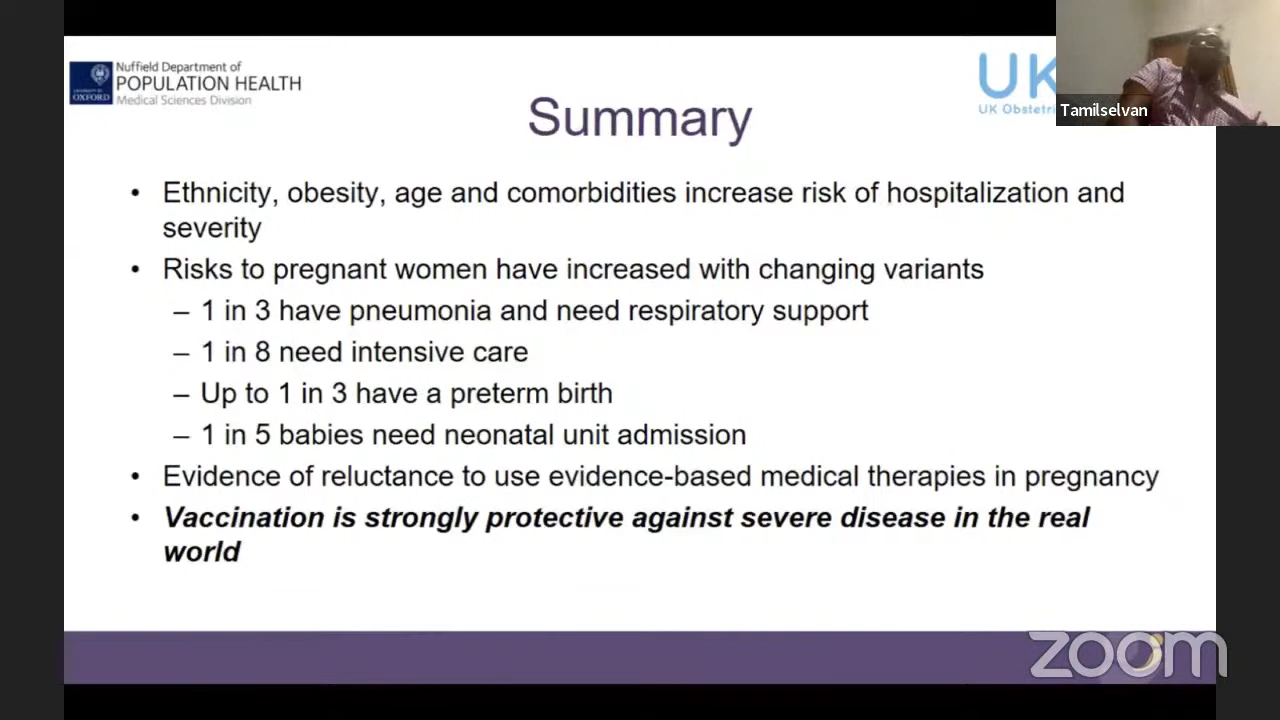 Nuffield Department of
POPULATION HEALTH
Medical Sciences Division
UNIVERSITY OF
OXFORD
UK
UK Obstetri
Tamilselvan
Summary
• Ethnicity, obesity, age and comorbidities increase risk of hospitalization and
severity
• Risks to pregnant women have increased with changing variants
– 1 in 3 have pneumonia and need respiratory support
– 1 in 8 need intensive care
– Up to 1 in 3 have a preterm birth
– 1 in 5 babies need neonatal unit admission
• Evidence of reluctance to use evidence-based medical therapies in pregnancy
• Vaccination is strongly protective against severe disease in the real
world
zoom